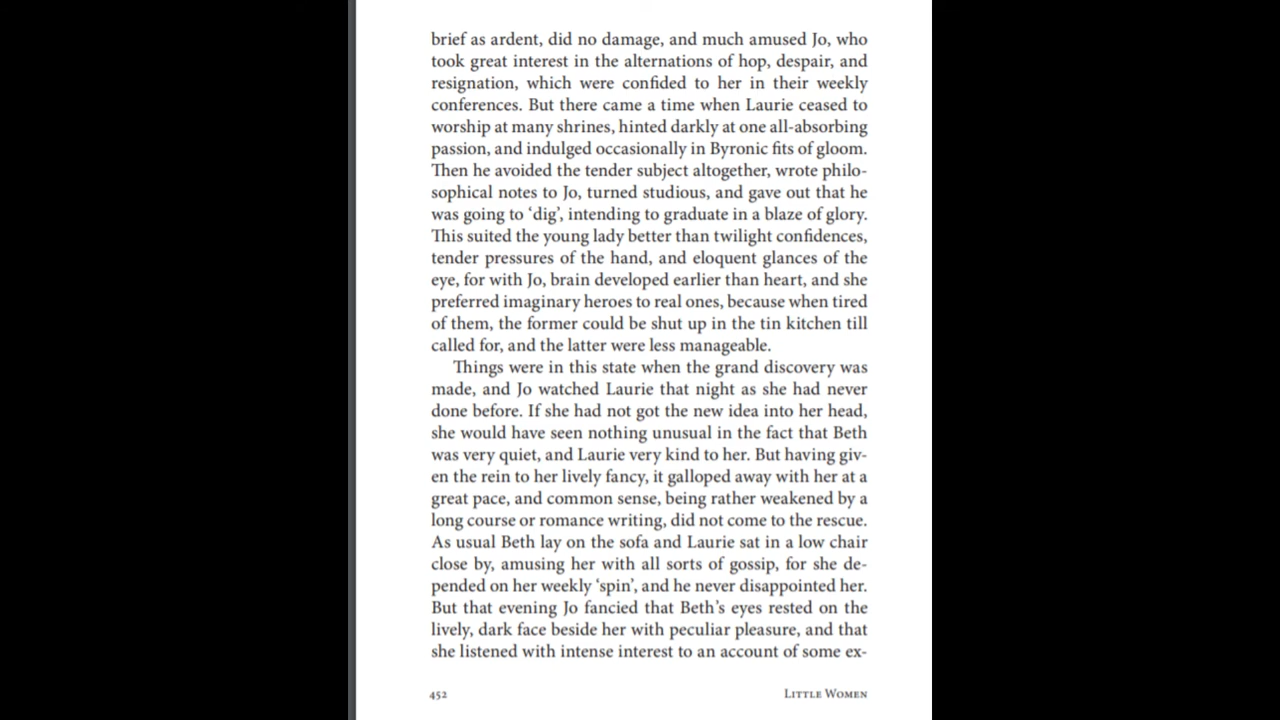 brief as ardent, did no damage, and much amused Jo, who
took great interest in the alternations of hop, despair, and
resignation, which were confided to her in their weekly
conferences. But there came a time when Laurie ceased to
worship at many shrines, hinted darkly at one all-absorbing
passion, and indulged occasionally in Byronic fits of gloom.
Then he avoided the tender subject altogether, wrote philo-
sophical notes to Jo, turned studious, and gave out that he
was going to ‘dig’, intending to graduate in a blaze of glory.
This suited the young lady better than twilight confidences,
tender pressures of the hand, and eloquent glances of the
eye, for with Jo, brain developed earlier than heart, and she
preferred imaginary heroes to real ones, because when tired
of them, the former could be shut up in the tin kitchen till
called for, and the latter were less manageable.
Things were in this state when the grand discovery was
made, and Jo watched Laurie that night as she had never
done before. If she had not got the new idea into her head,
she would have seen nothing unusual in the fact that Beth
was very quiet, and Laurie very kind to her. But having giv-
en the rein to her lively fancy, it galloped away with her at a
great pace, and common sense, being rather weakened by a
long course or romance writing, did not come to the rescue.
As usual Beth lay on the sofa and Laurie sat in a low chair
close by, amusing her with all sorts of gossip, for she de-
pended on her weekly ‘spin’, and he never disappointed her.
But that evening Jo fancied that Beth’s eyes rested on the
lively, dark face beside her with peculiar pleasure, and that
she listened with intense interest to an account of some ex-
452 Little Women